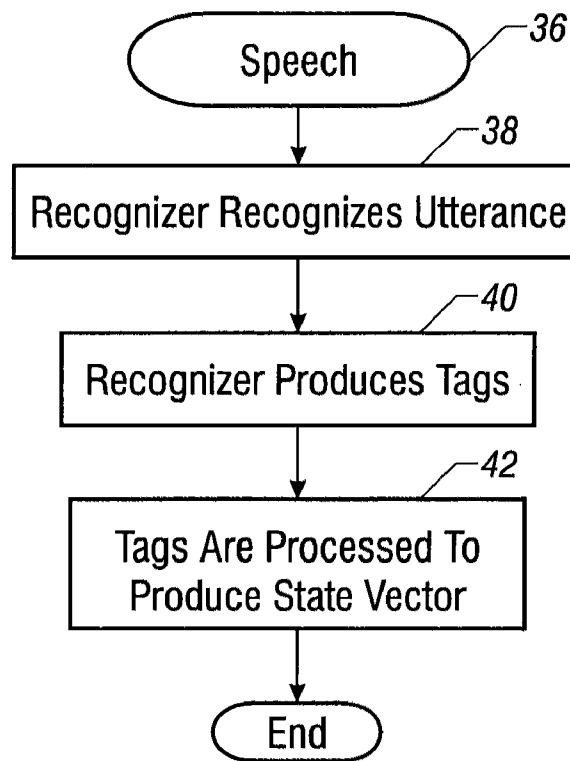 36
Speech
38
Recognizer Recognizes Utterance
40
Recognizer Produces Tags
42
Tags Are Processed To
Produce State Vector
End